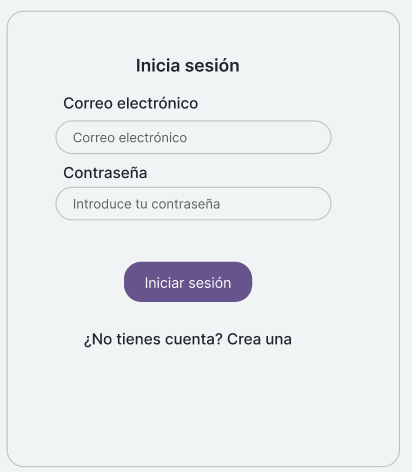 Inicia sesión
Correo electrónico
Correo electrónico
Contraseña
Introduce tu contraseña
Iniciar sesión
¿No tienes cuenta? Crea una